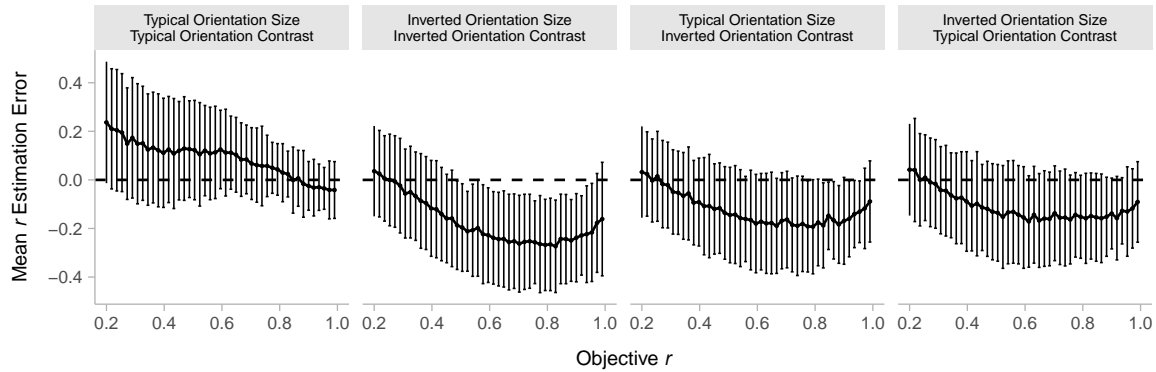 Typical Orientation Size
Typical Orientation Contrast
Inverted Orientation Size
Inverted Orientation Contrast
Typical Orientation Size
Inverted Orientation Contrast
Inverted Orientation Size
Typical Orientation Contrast
Mean r Estimation Error
0.4
0.2
0.0
−0.2
−0.4
0.2 0.4 0.6 0.8 1.0
0.2 0.4 0.6 0.8 1.0
0.2 0.4 0.6 0.8 1.0
0.2 0.4 0.6 0.8 1.0
Objective r